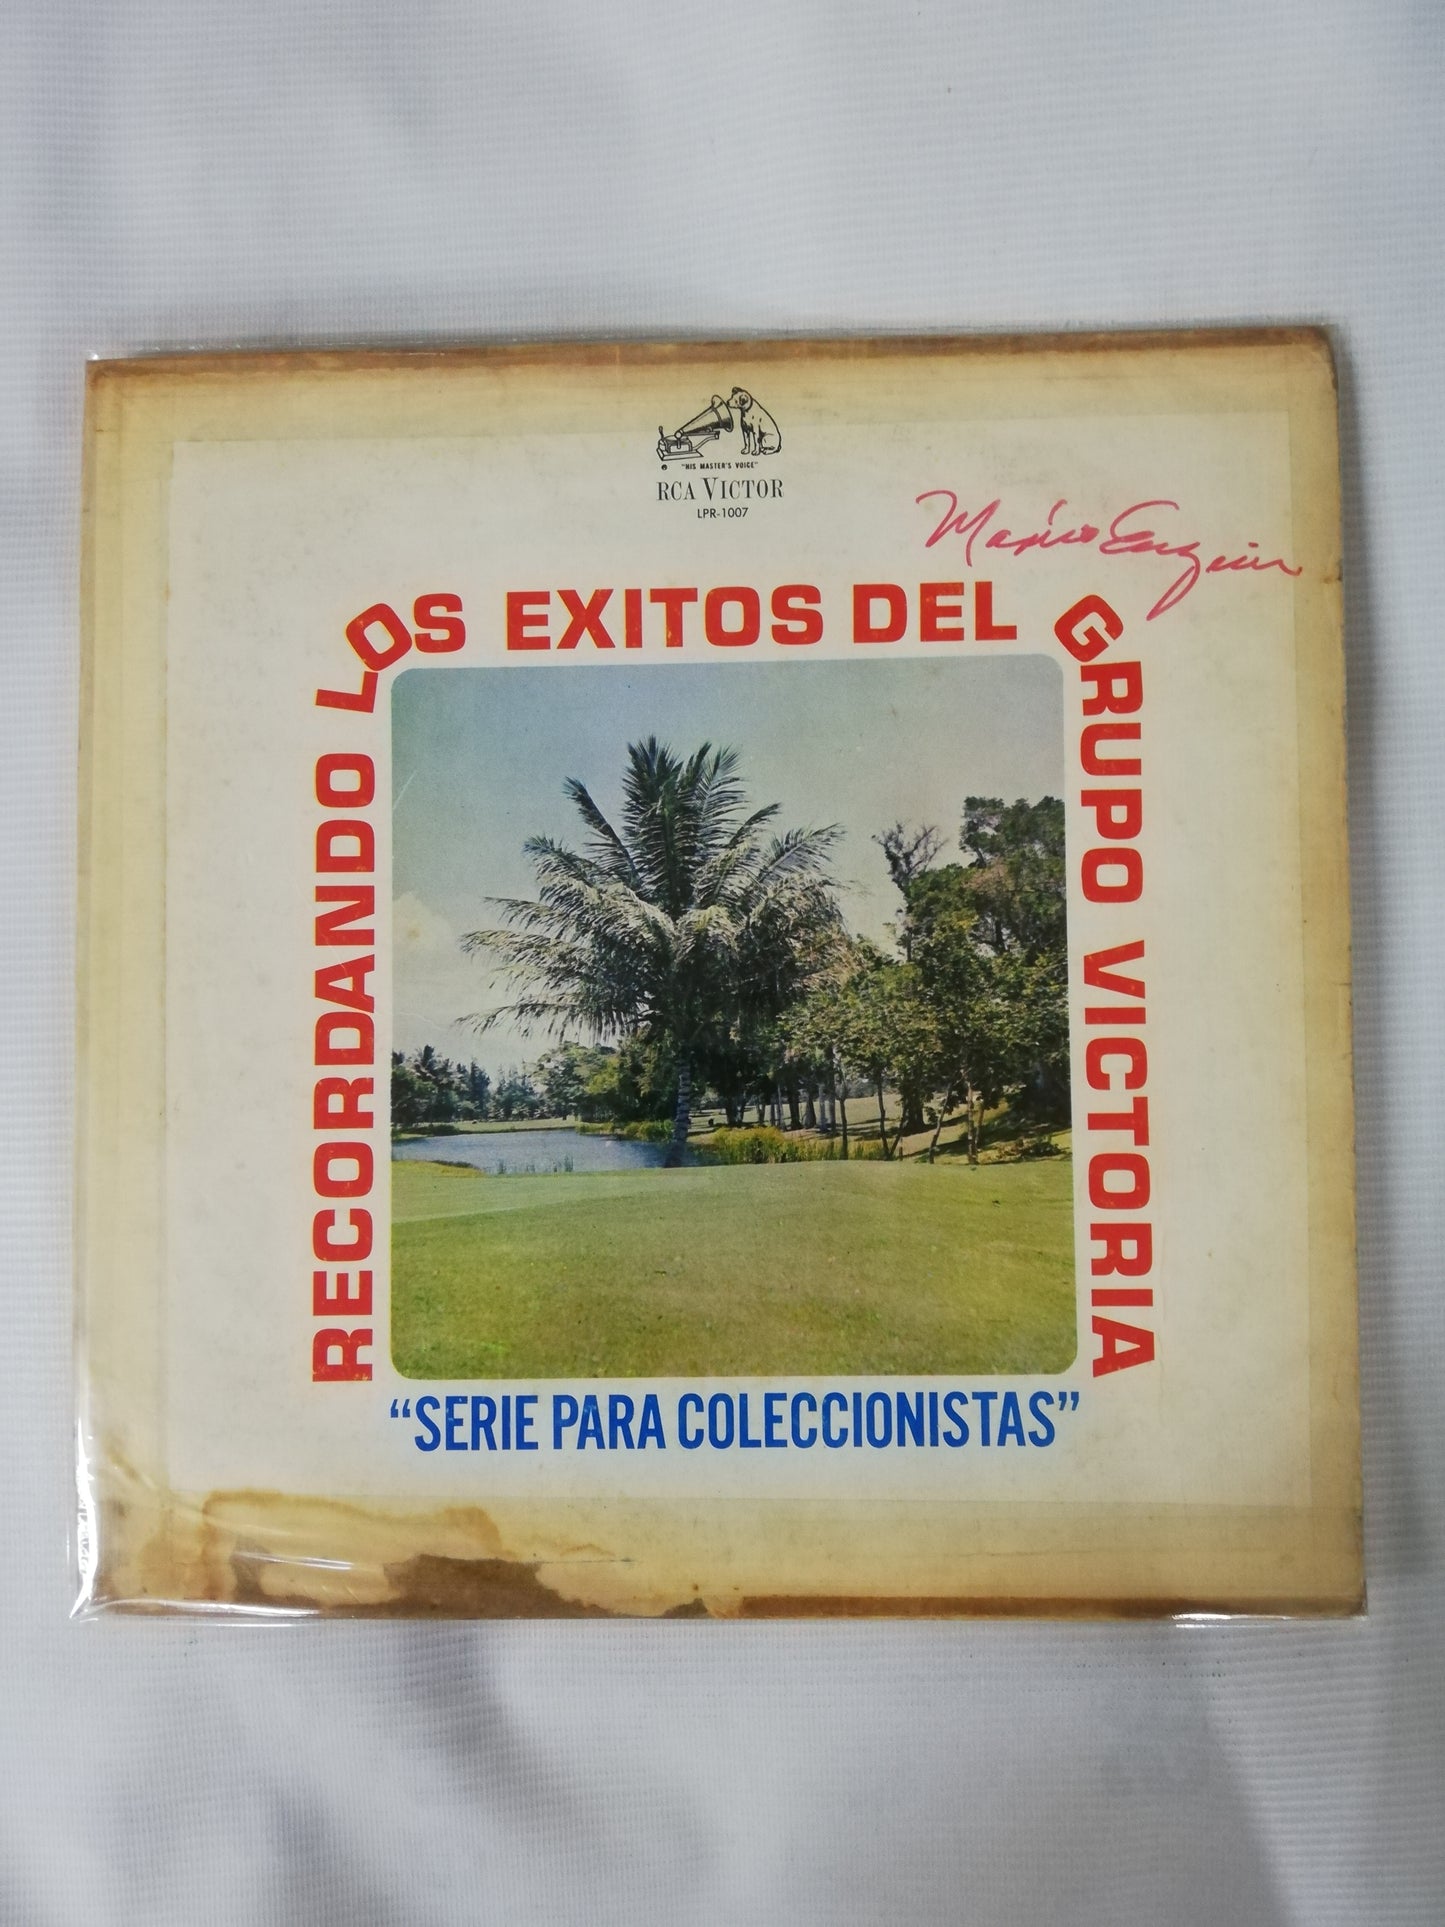 "HIS MASTER'S VOICE"
RCA VICTOR
LPR-1007
RECORDANDO LOS EXITOS DEL GRUPO VICTORIA
"SERIE PARA COLECCIONISTAS"